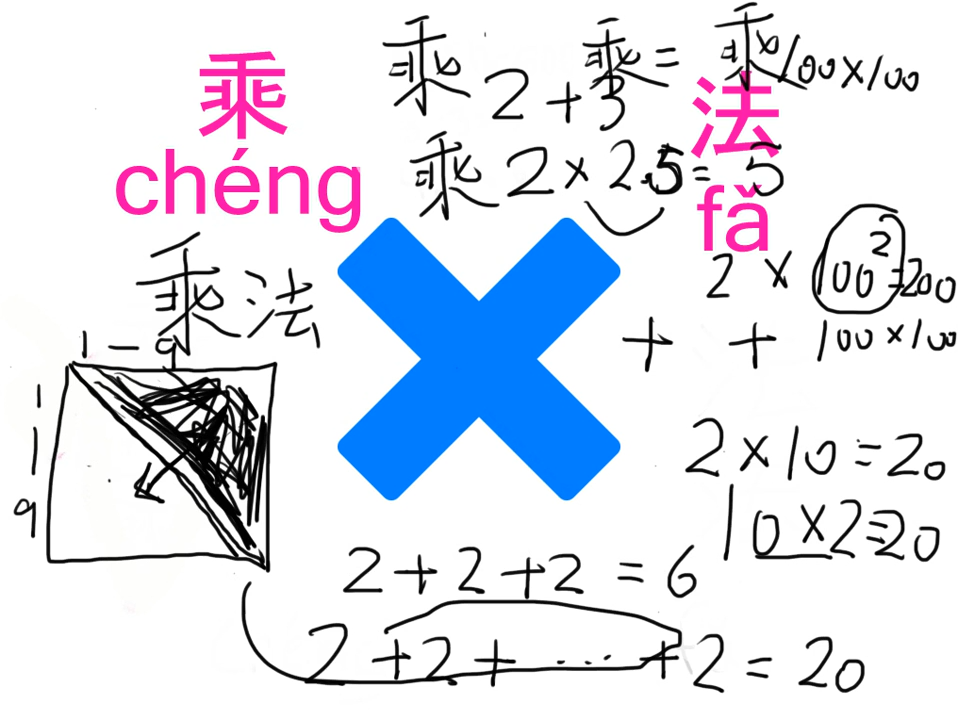 乘 乘 = 乘
乘
chéng
2 + 3
100×100
法
fǎ
乘 2 × 2.5 = 5
2 × 100² = 200
乘法
+ + 100×100
1 — 9
1
|
9
2 × 10 = 20
10 × 2 = 20
2 + 2 + 2 = 6
2 + 2 + ... + 2 = 20